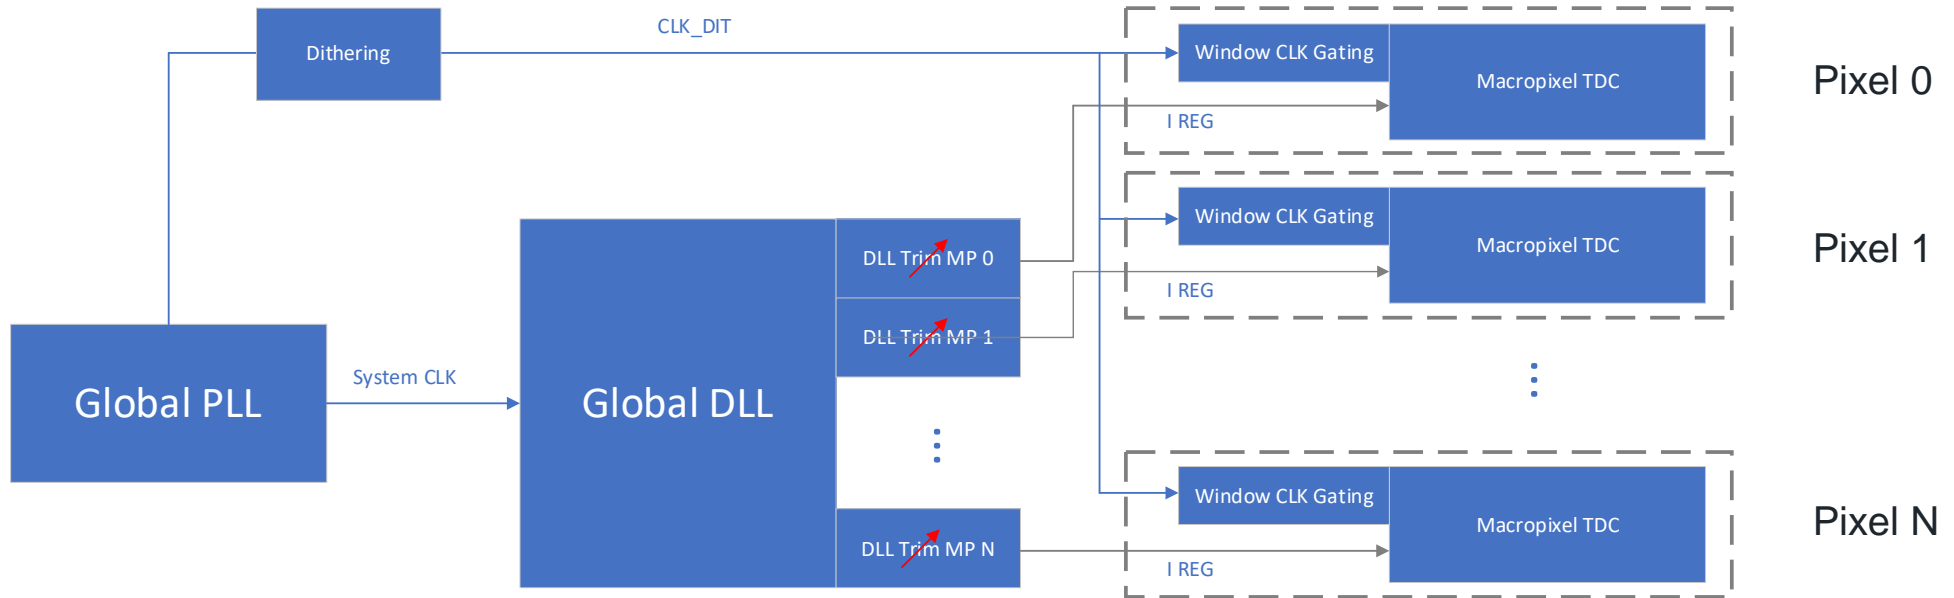 CLK_DIT
Dithering
Window CLK Gating
Macropixel TDC
Pixel 0
I REG
Window CLK Gating
Macropixel TDC
Pixel 1
DLL Trim MP 0
I REG
DLL Trim MP 1
System CLK
Global PLL
Global DLL
Window CLK Gating
Macropixel TDC
Pixel N
DLL Trim MP N
I REG